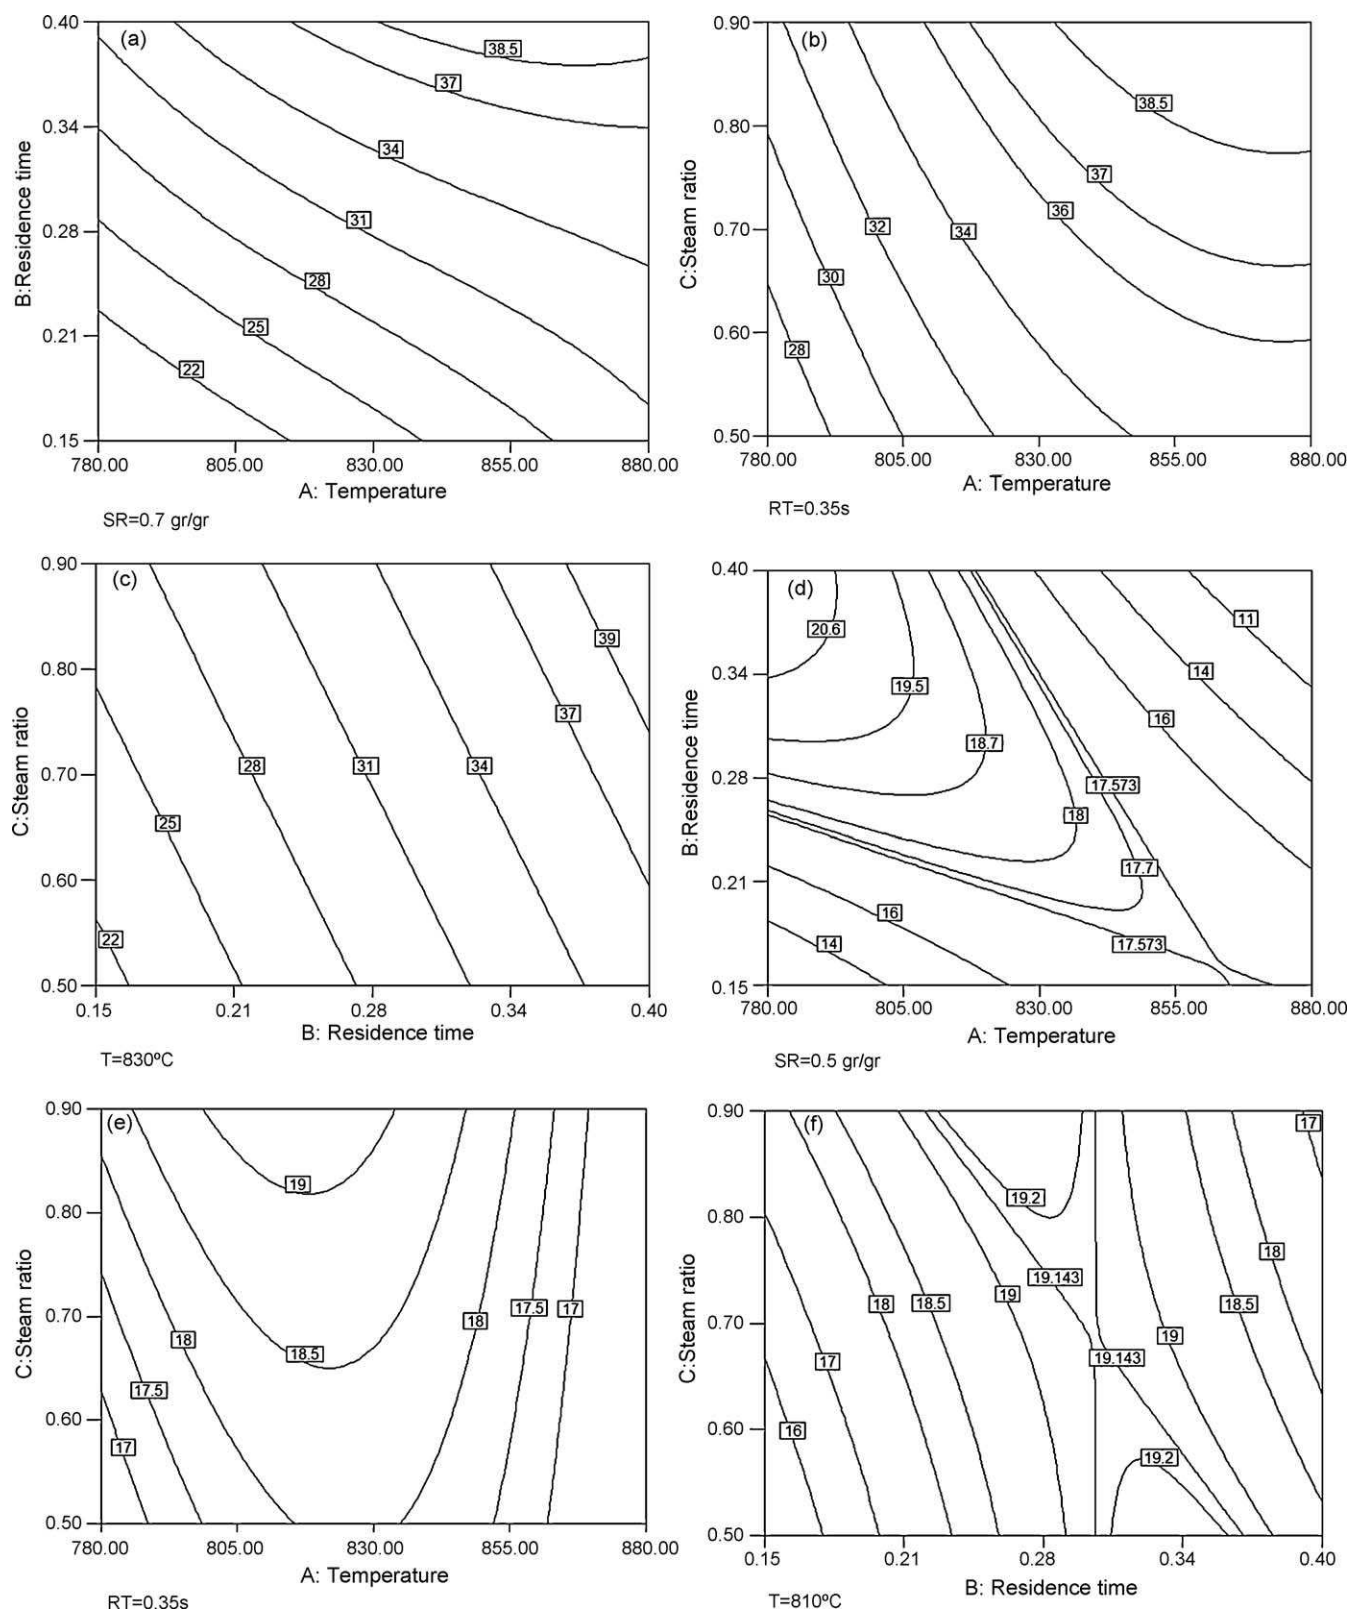 (a)
0.40
38.5
37
0.34
34
B:Residence time
31
0.28
28
25
0.21
22
0.15
780.00 805.00 830.00 855.00 880.00
A: Temperature
SR=0.7 gr/gr
(b)
0.90
38.5
0.80
37
36
C:Steam ratio
32 34
0.70
30
0.60
28
0.50
780.00 805.00 830.00 855.00 880.00
A: Temperature
RT=0.35s
(c)
0.90
39
0.80
37
C:Steam ratio
28 31 34
0.70
25
0.60
22
0.50
0.15 0.21 0.28 0.34 0.40
B: Residence time
T=830ºC
(d)
0.40
11
20.6
0.34
14
19.5
16
B:Residence time
18.7
0.28
17.573
18
17.7
0.21
16
14
17.573
0.15
780.00 805.00 830.00 855.00 880.00
A: Temperature
SR=0.5 gr/gr
(e)
0.90
19
0.80
C:Steam ratio
0.70
18 17.5 17
18
18.5
17.5
0.60
17
0.50
780.00 805.00 830.00 855.00 880.00
A: Temperature
RT=0.35s
(f)
0.90
17
19.2
0.80
18
19.143
C:Steam ratio
18 18.5 19 18.5
0.70
19
17
19.143
0.60
16
19.2
0.50
0.15 0.21 0.28 0.34 0.40
B: Residence time
T=810ºC